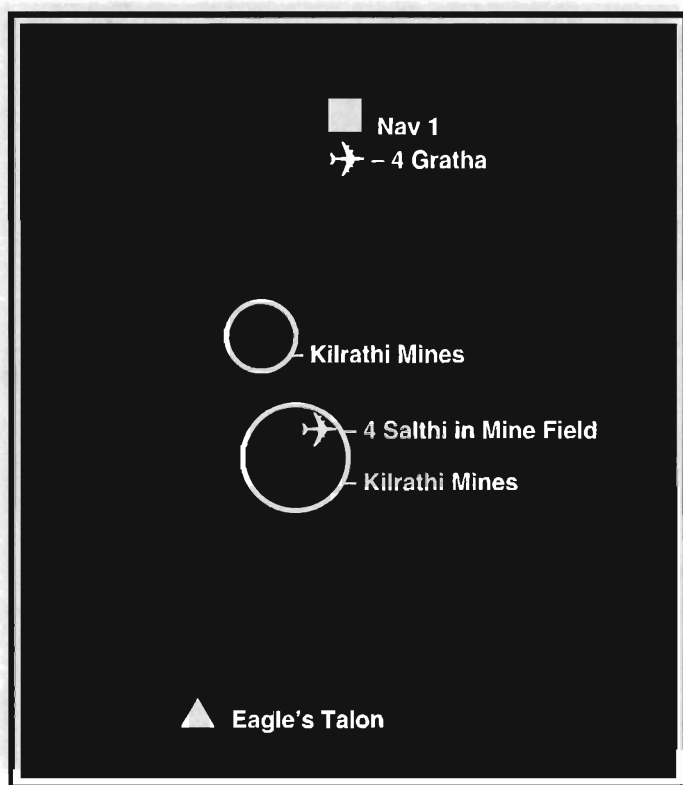 Nav 1
– 4 Gratha
Kilrathi Mines
4 Salthi in Mine Field
Kilrathi Mines
Eagle's Talon